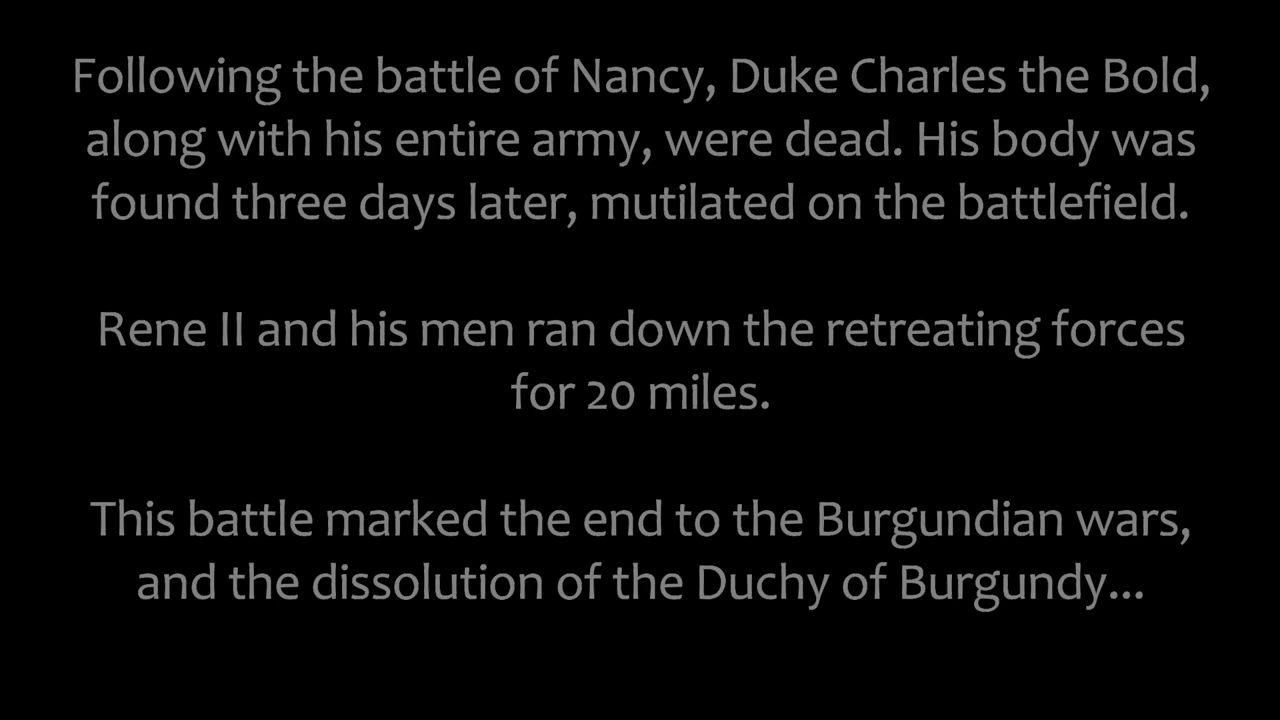 Following the battle of Nancy, Duke Charles the Bold,
along with his entire army, were dead. His body was
found three days later, mutilated on the battlefield.
Rene II and his men ran down the retreating forces
for 20 miles.
This battle marked the end to the Burgundian wars,
and the dissolution of the Duchy of Burgundy...